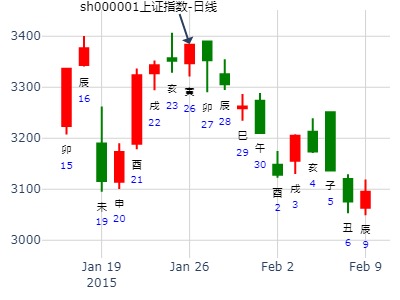 sh000001上证指数-日线
3400
3300
3200
3100
3000
卯
15
辰
16
未
19
申
20
酉
21
戌
22
亥
23
寅
26
卯
27
辰
28
巳
29
午
30
酉
2
戌
3
亥
4
子
5
丑
6
辰
9
Jan 19
2015
Jan 26
Feb 2
Feb 9